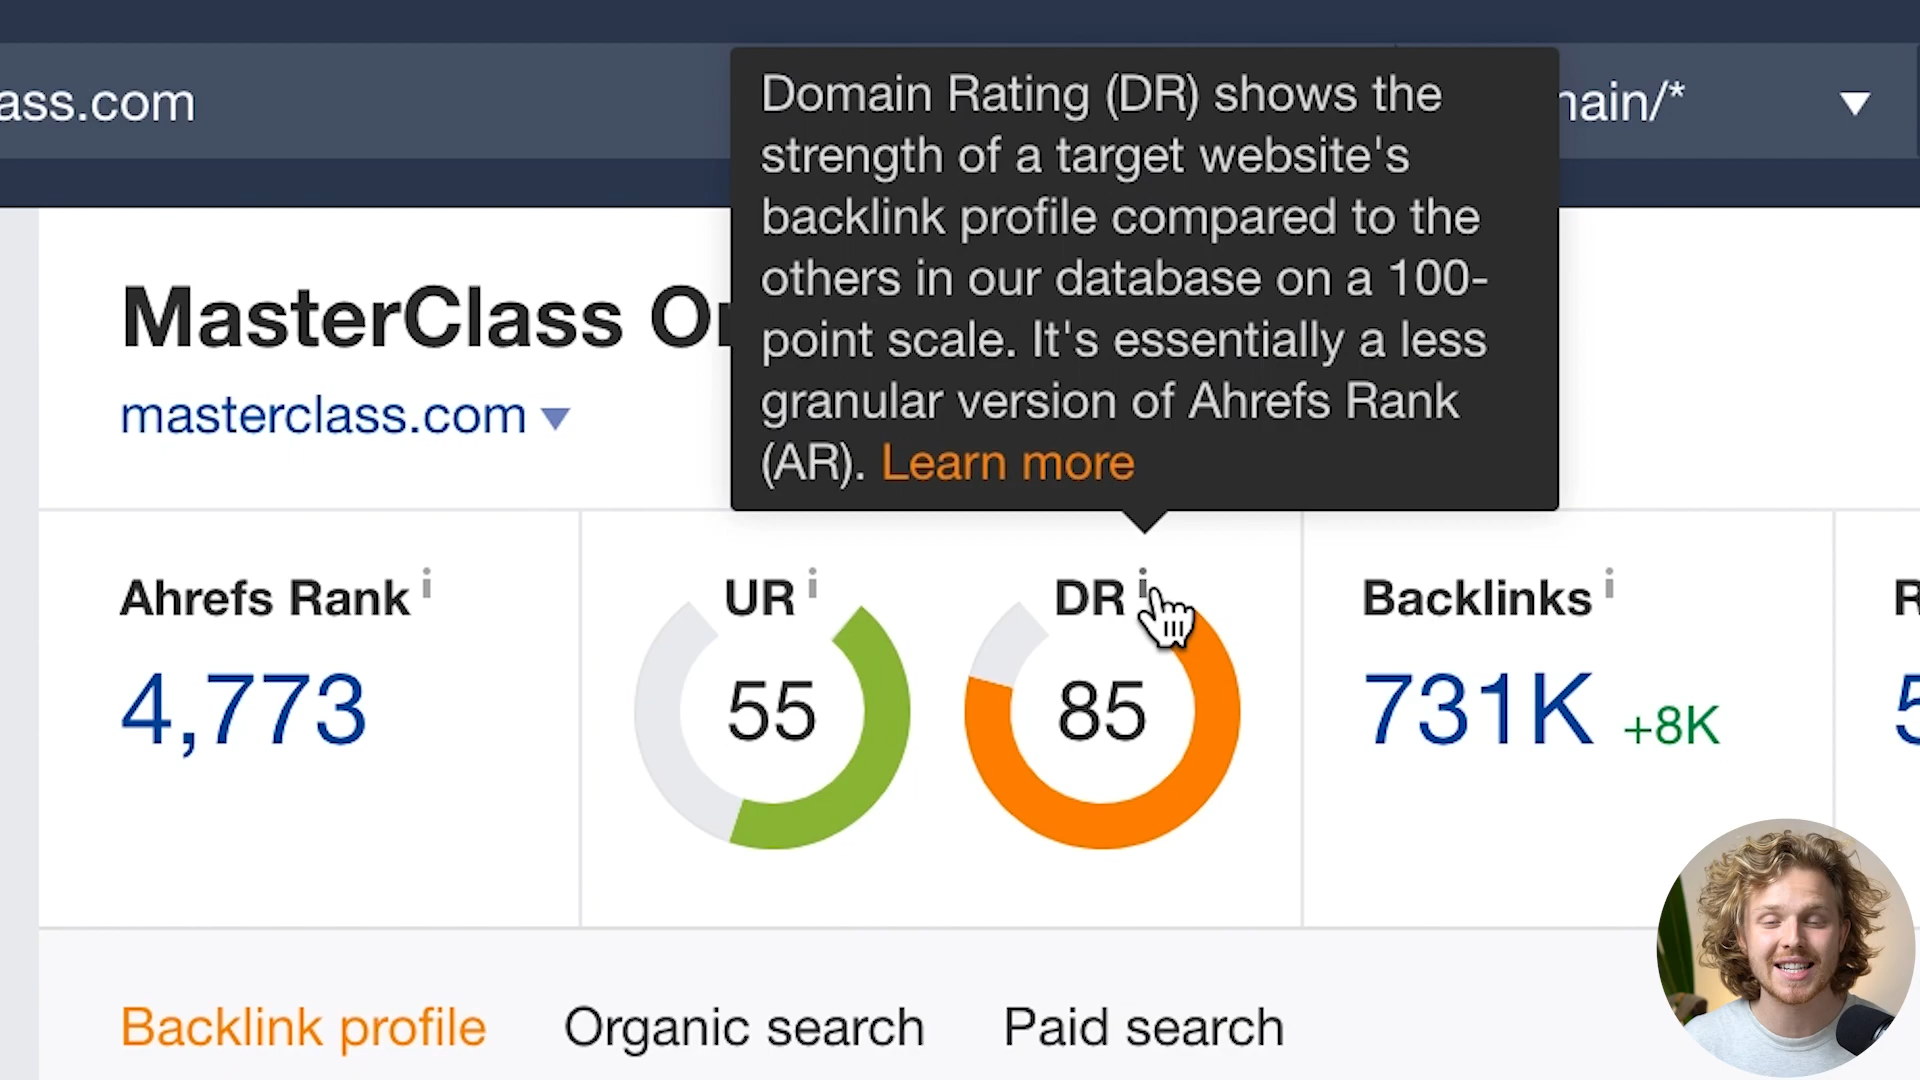 ass.com
main/*
Domain Rating (DR) shows the
strength of a target website's
backlink profile compared to the
others in our database on a 100-
point scale. It's essentially a less
granular version of Ahrefs Rank
(AR). Learn more
MasterClass
masterclass.com
Ahrefs Rank i
4,773
UR i
55
DR i
85
Backlinks i
731K +8K
R
5
Backlink profile
Organic search
Paid search